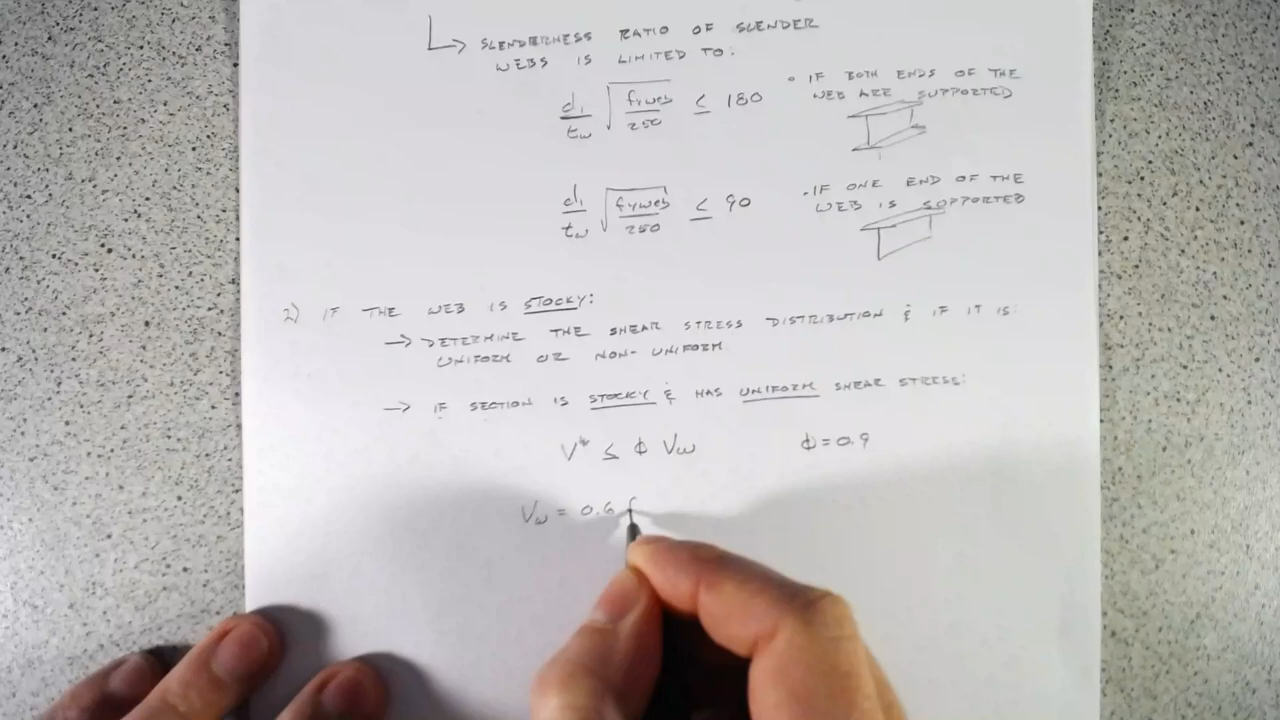 ↳ SLENDERNESS RATIO OF SLENDER
WEBS IS LIMITED TO:
d1/tw √(fyweb/250) ≤ 180
• IF BOTH ENDS OF THE
WEB ARE SUPPORTED
d1/tw √(fyweb/250) ≤ 90
• IF ONE END OF THE
WEB IS SUPPORTED
2) IF THE WEB IS STOCKY:
→ DETERMINE THE SHEAR STRESS DISTRIBUTION & IF IT IS:
UNIFORM OR NON-UNIFORM
→ IF SECTION IS STOCKY & HAS UNIFORM SHEAR STRESS:
V* ≤ ϕ Vw ϕ = 0.9
Vw = 0.6 f